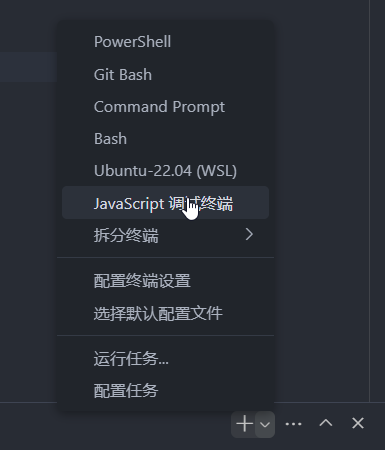 PowerShell
Git Bash
Command Prompt
Bash
Ubuntu-22.04 (WSL)
JavaScript 调试终端
拆分终端
配置终端设置
选择默认配置文件
运行任务...
配置任务